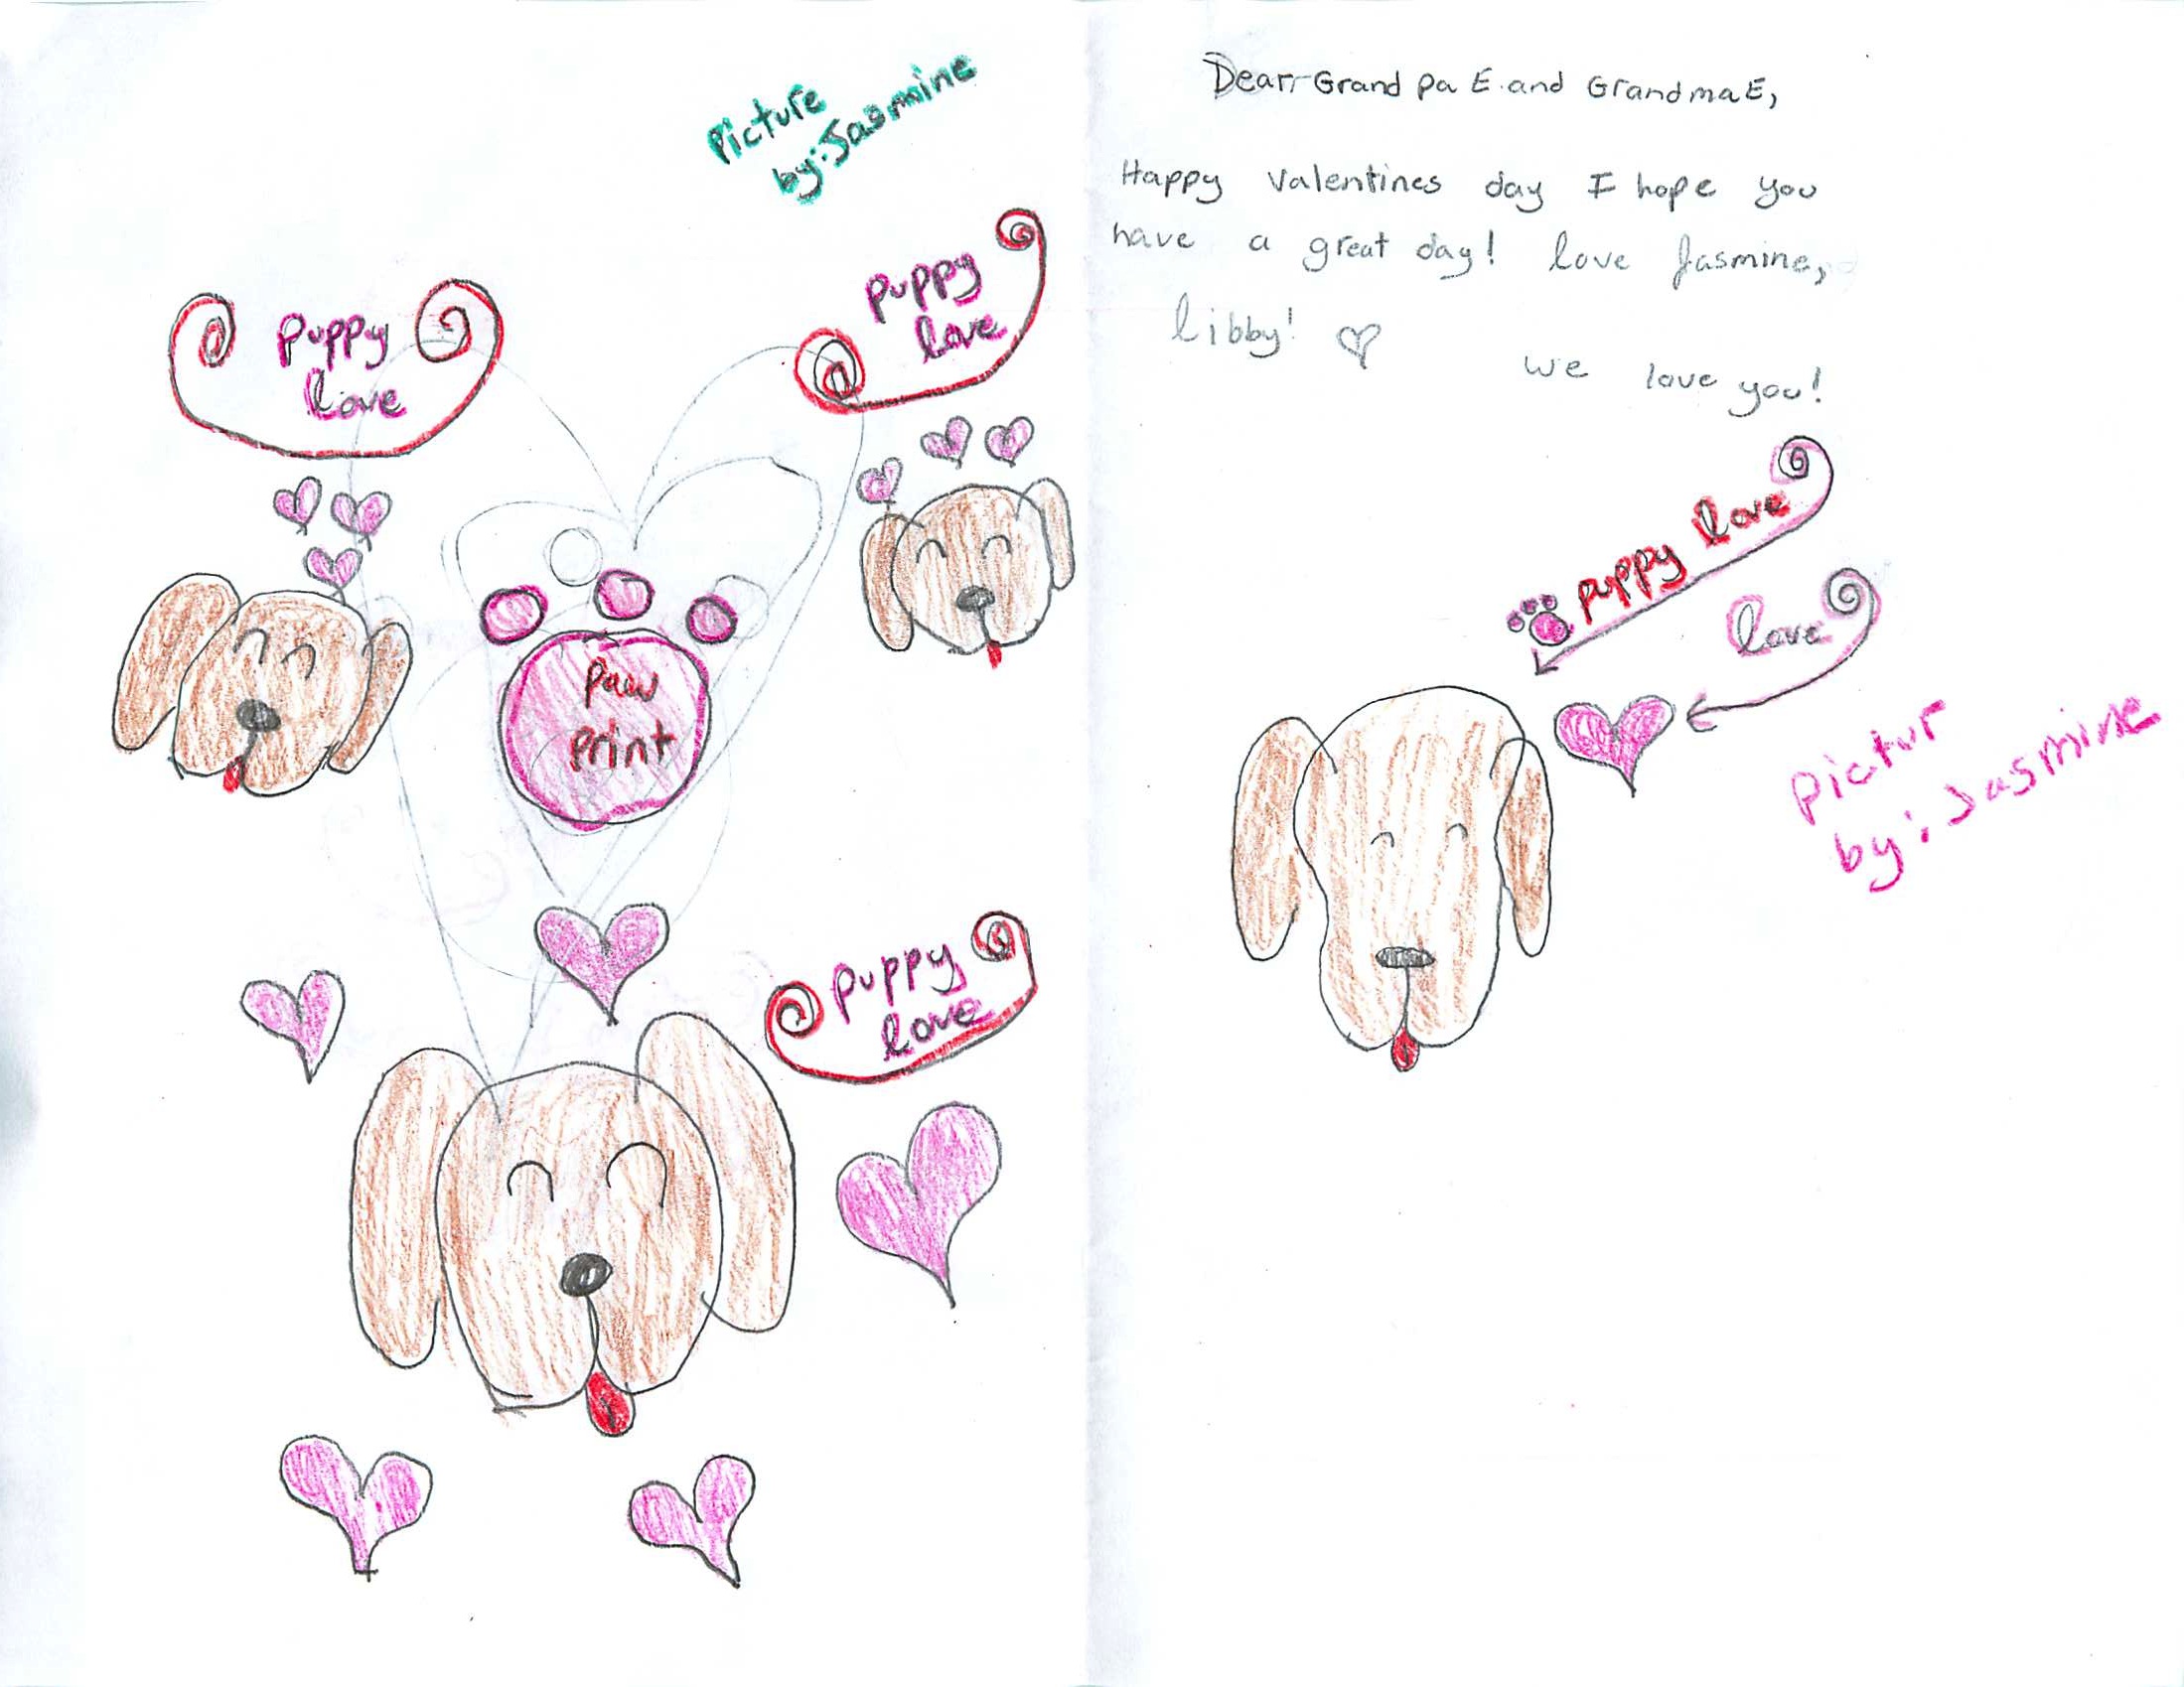 Picture
by: Jasmine
puppy
love
puppy
love
paw
print
puppy
love
Dear, Grand pa E. and Grandma E,
Happy Valentines day I hope you
have a great day! love Jasmine,
libby!
we love you!
puppy love
love
pictur
by: Jasmine